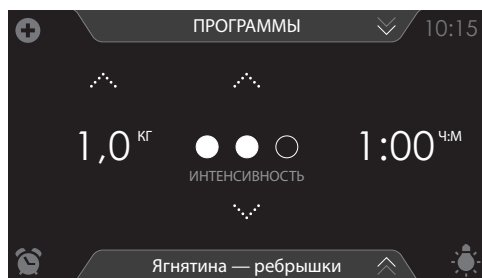 ПРОГРАММЫ
10:15
1,0 КГ
1:00 Ч:М
ИНТЕНСИВНОСТЬ
Ягнятина — ребрышки